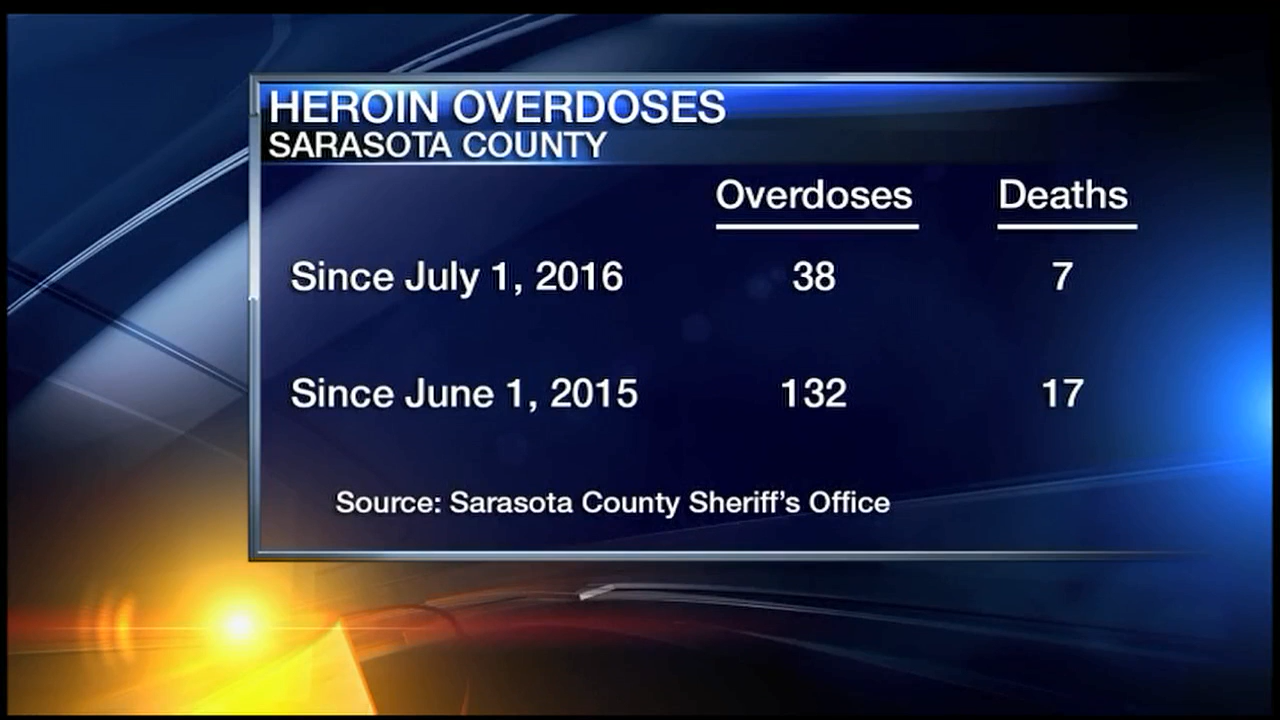 HEROIN OVERDOSES
SARASOTA COUNTY
Overdoses Deaths
Since July 1, 2016 38 7
Since June 1, 2015 132 17
Source: Sarasota County Sheriff's Office